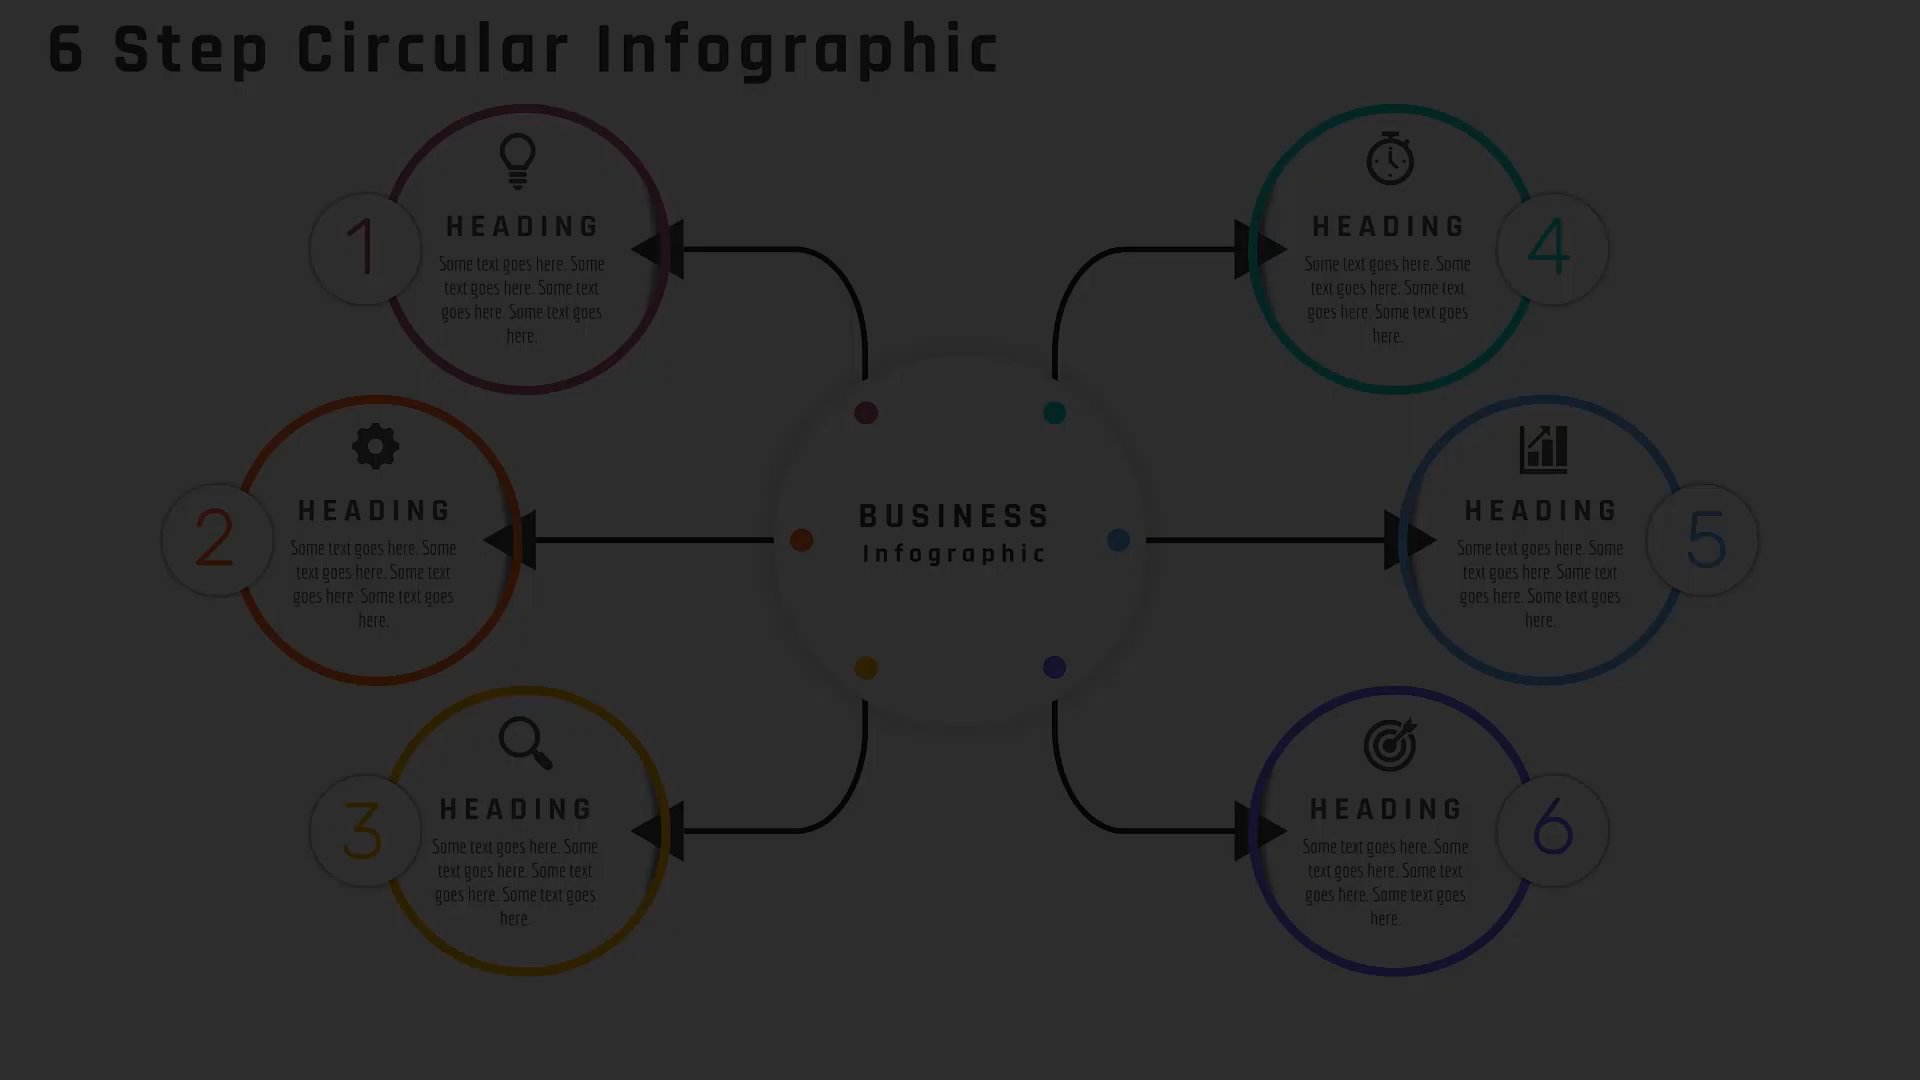 6 Step Circular Infographic
1
HEADING
Some text goes here. Some
text goes here. Some text
goes here. Some text goes
here.
2
HEADING
Some text goes here. Some
text goes here. Some text
goes here. Some text goes
here.
3
HEADING
Some text goes here. Some
text goes here. Some text
goes here. Some text goes
here.
BUSINESS
Infographic
4
HEADING
Some text goes here. Some
text goes here. Some text
goes here. Some text goes
here.
5
HEADING
Some text goes here. Some
text goes here. Some text
goes here. Some text goes
here.
6
HEADING
Some text goes here. Some
text goes here. Some text
goes here. Some text goes
here.